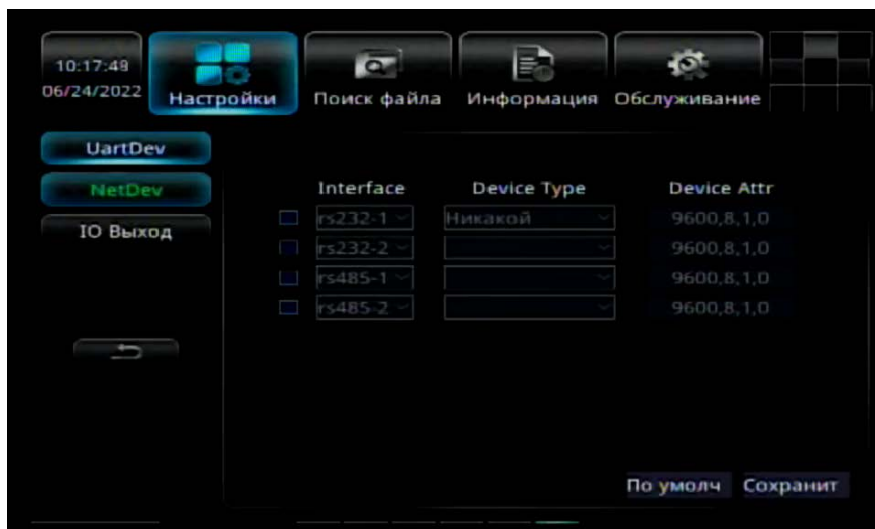 10:17:49
06/24/2022
Настройки
Поиск файла
Информация
Обслуживание
UartDev
NetDev
IO Выход
Interface Device Type Device Attr
rs232-1 Никакой 9600,8,1,0
rs232-2 9600,8,1,0
rs485-1 9600,8,1,0
rs485-2 9600,8,1,0
По умолч Сохранит